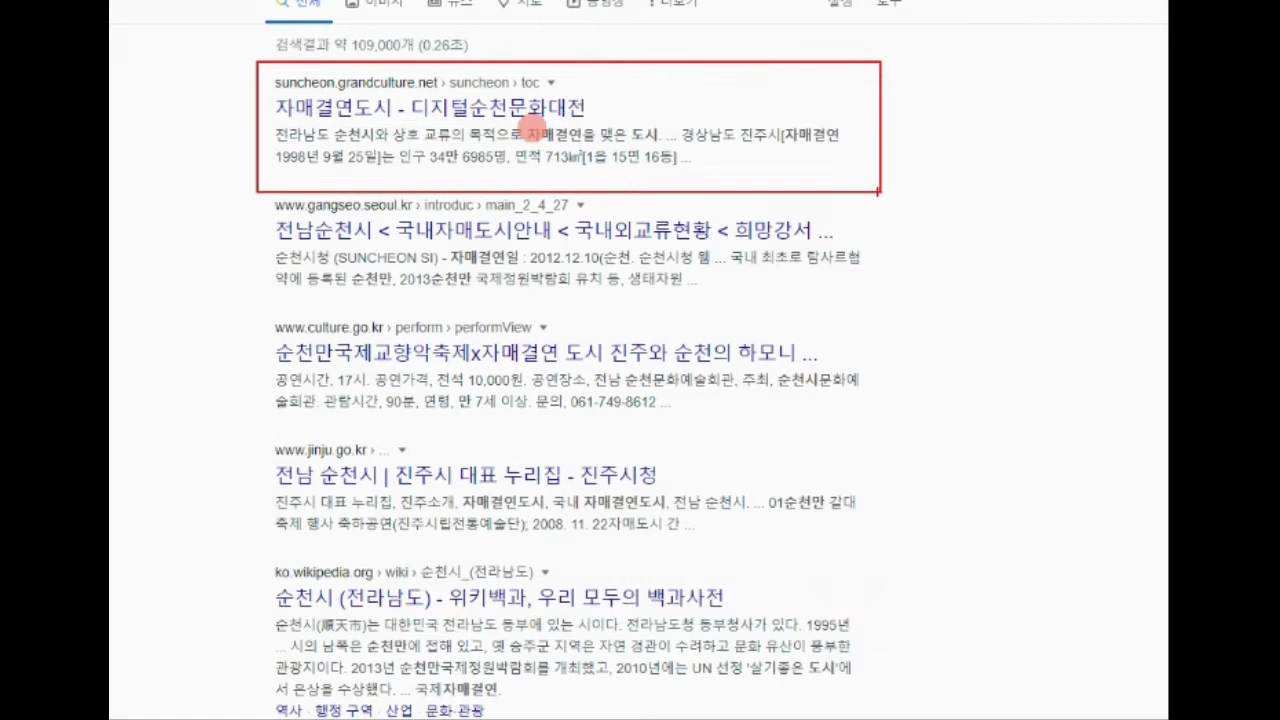 전체 이미지 뉴스 지도 동영상 더보기 설정 도구
검색결과 약 109,000개 (0.26초)
suncheon.grandculture.net › suncheon › toc
자매결연도시 - 디지털순천문화대전
전라남도 순천시와 상호 교류의 목적으로 자매결연을 맺은 도시. ... 경상남도 진주시[자매결연
1998년 9월 25일]는 인구 34만 6985명, 면적 713㎢[1읍 15면 16동] ...
www.gangseo.seoul.kr › introduc › main_2_4_27
전남순천시 < 국내자매도시안내 < 국내외교류현황 < 희망강서 ...
순천시청 (SUNCHEON SI) - 자매결연일 : 2012.12.10(순천. 순천시청 웹 ... 국내 최초로 람사르협
약에 등록된 순천만, 2013순천만 국제정원박람회 유치 등, 생태자원 ...
www.culture.go.kr › perform › performView
순천만국제교향악축제x자매결연 도시 진주와 순천의 하모니 ...
공연시간, 17시. 공연가격, 전석 10,000원. 공연장소, 전남 순천문화예술회관, 주최, 순천시문화예
술회관. 관람시간, 90분, 연령, 만 7세 이상. 문의, 061-749-8612 ...
www.jinju.go.kr › ...
전남 순천시 | 진주시 대표 누리집 - 진주시청
진주시 대표 누리집, 진주소개, 자매결연도시, 국내 자매결연도시, 전남 순천시. ... 01순천만 갈대
축제 행사 축하공연(진주시립전통예술단); 2008. 11. 22자매도시 간 ...
ko.wikipedia.org › wiki › 순천시_(전라남도)
순천시 (전라남도) - 위키백과, 우리 모두의 백과사전
순천시(順天市)는 대한민국 전라남도 동부에 있는 시이다. 전라남도청 동부청사가 있다. 1995년
... 시의 남쪽은 순천만에 접해 있고, 옛 승주군 지역은 자연 경관이 수려하고 문화 유산이 풍부한
관광지이다. 2013년 순천만국제정원박람회를 개최했고, 2010년에는 UN 선정 '살기좋은 도시'에
서 은상을 수상했다. ... 국제자매결연.
역사 · 행정 구역 · 산업 · 문화·관광